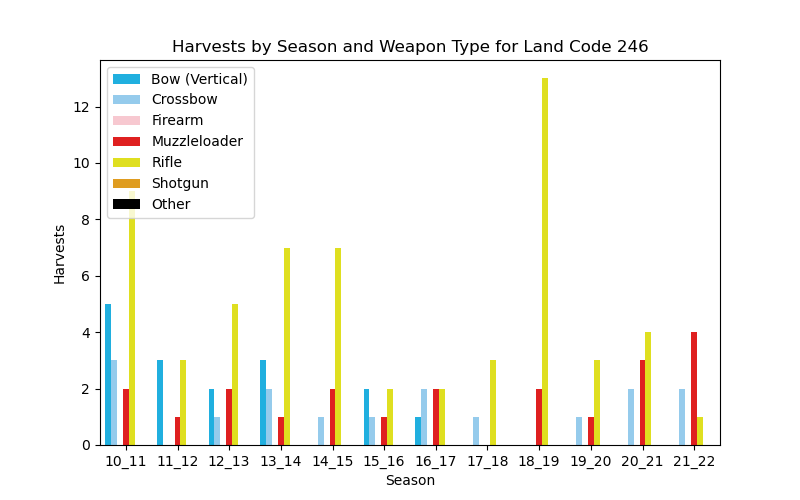 Harvests by Season and Weapon Type for Land Code 246
Bow (Vertical)
Crossbow
Firearm
Muzzleloader
Rifle
Shotgun
Other
Harvests
12
10
8
6
4
2
0
10_11 11_12 12_13 13_14 14_15 15_16 16_17 17_18 18_19 19_20 20_21 21_22
Season